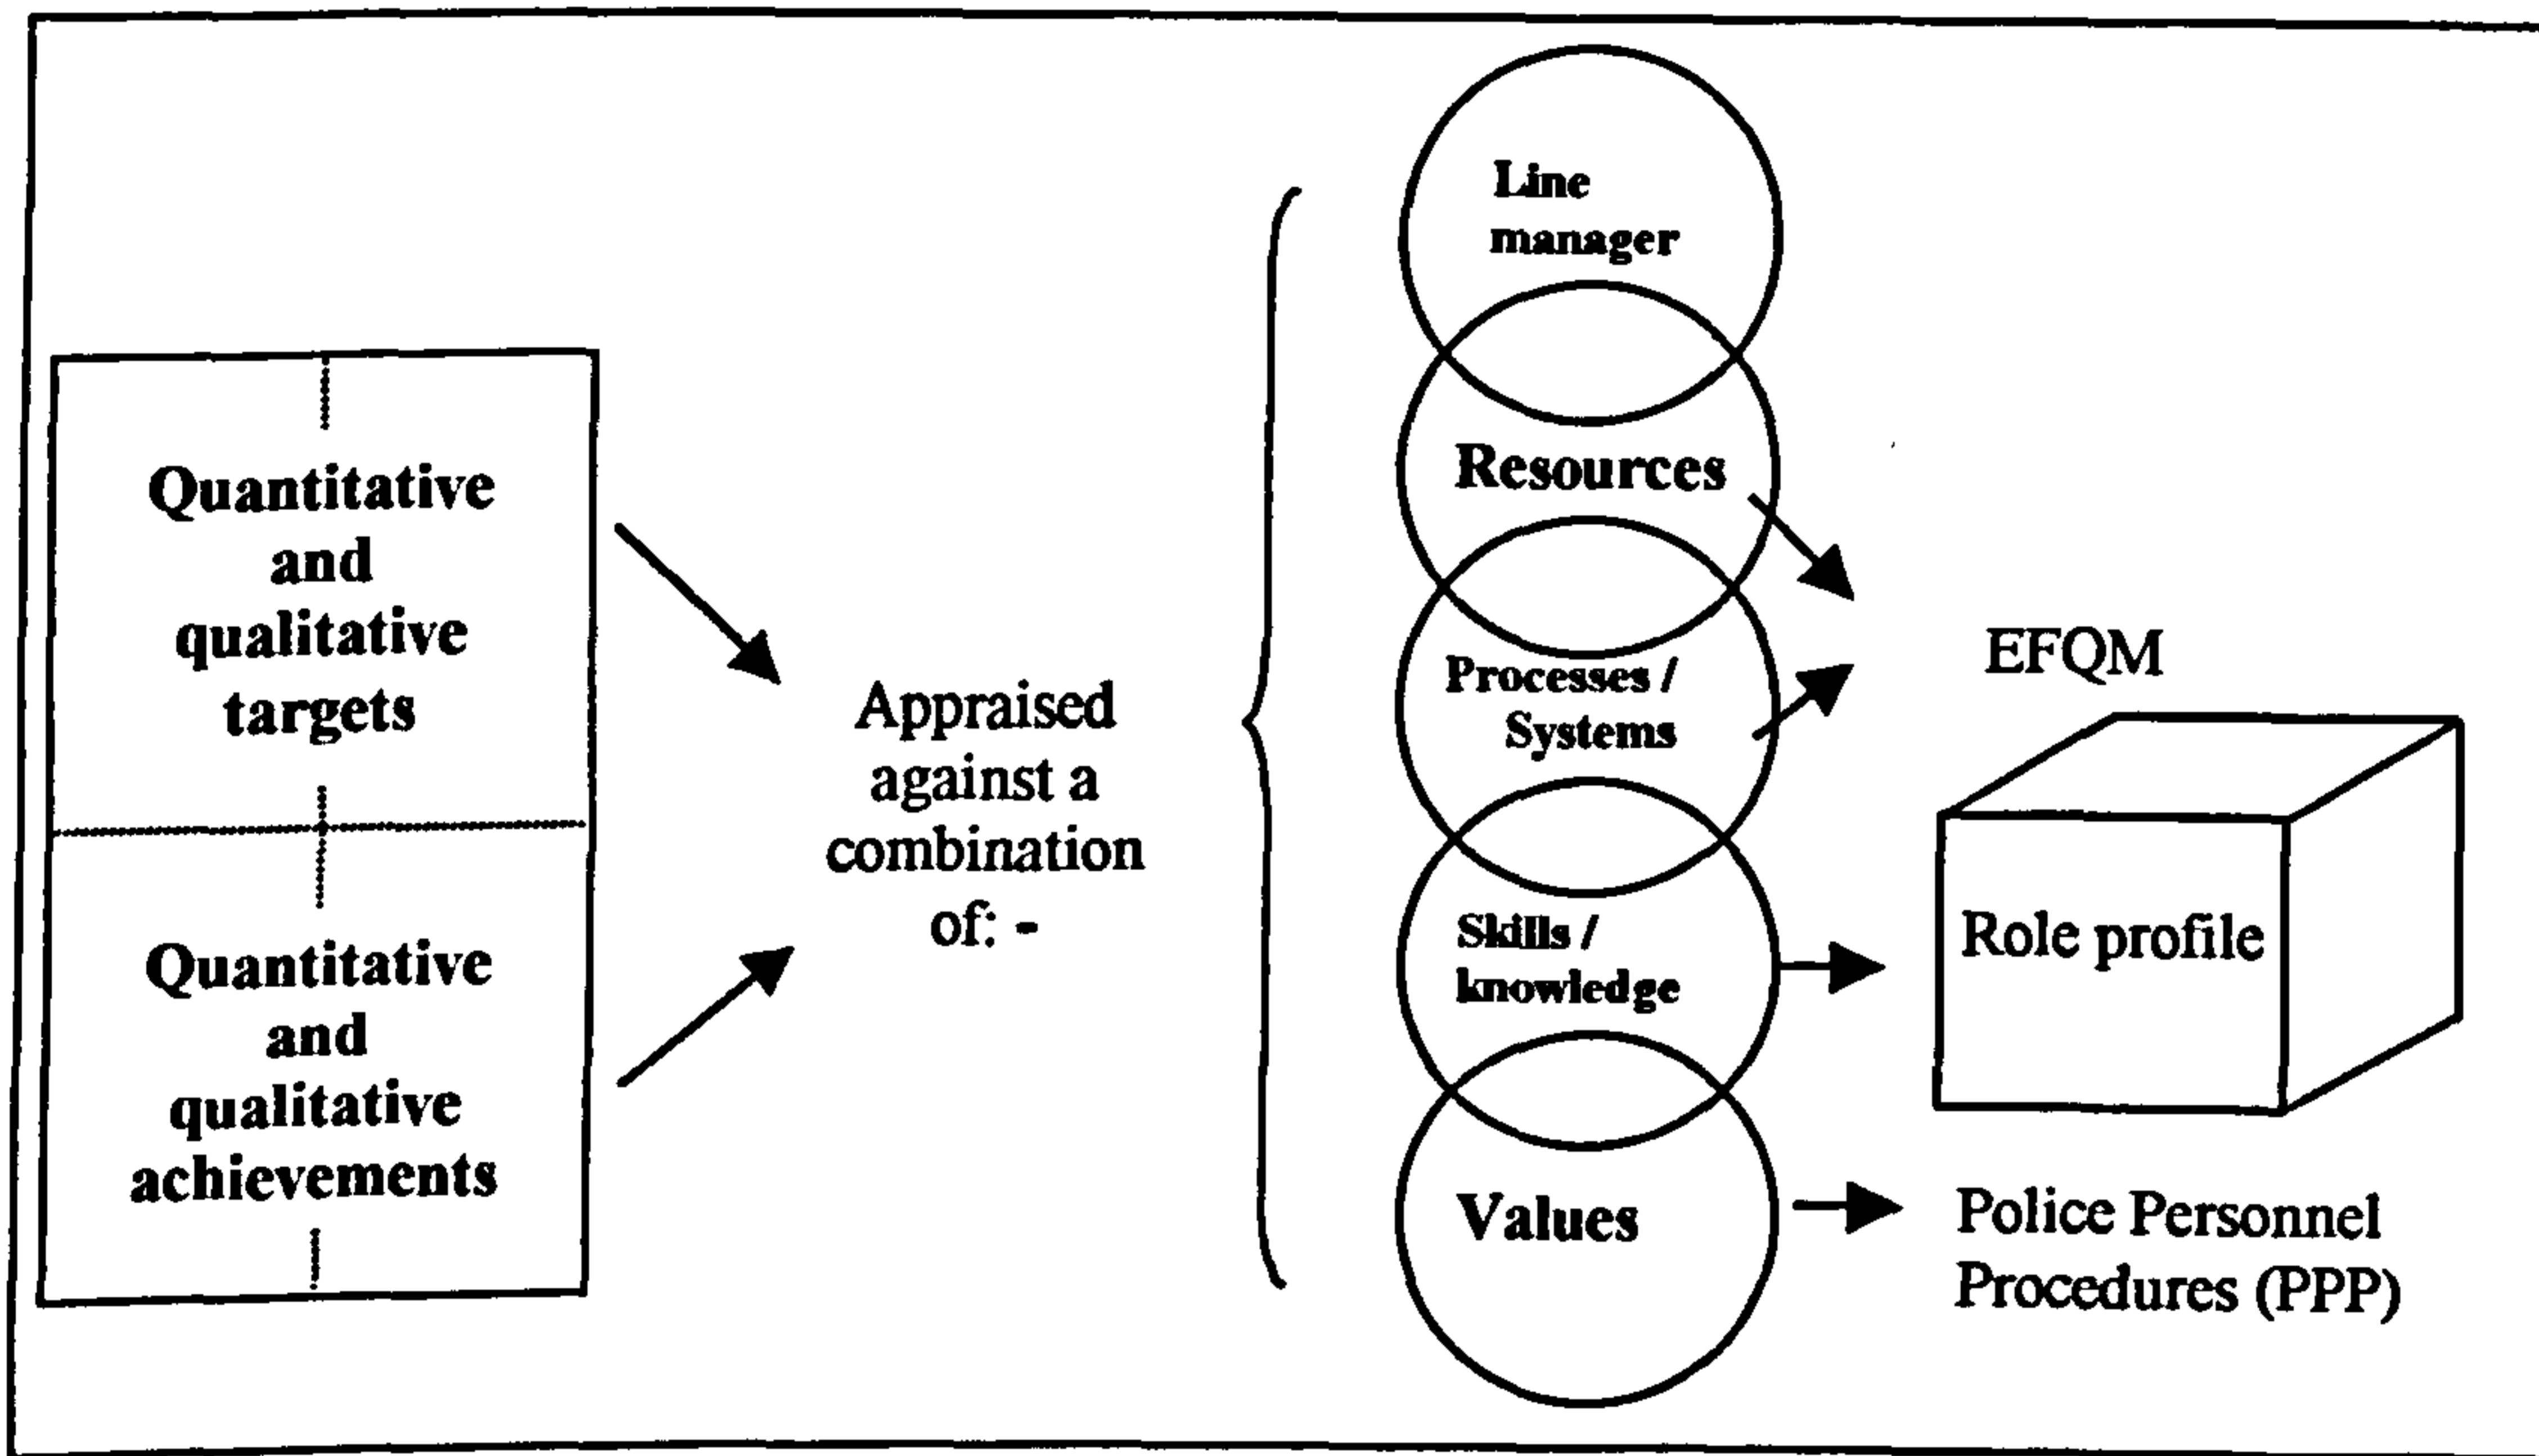 Quantitative
and
qualitative
targets
Quantitative
and
qualitative
achievements
Appraised
against a
combination
of: -
Line
manager
Resources
Processes /
Systems
Skills /
knowledge
Values
EFQM
Role profile
Police Personnel
Procedures (PPP)